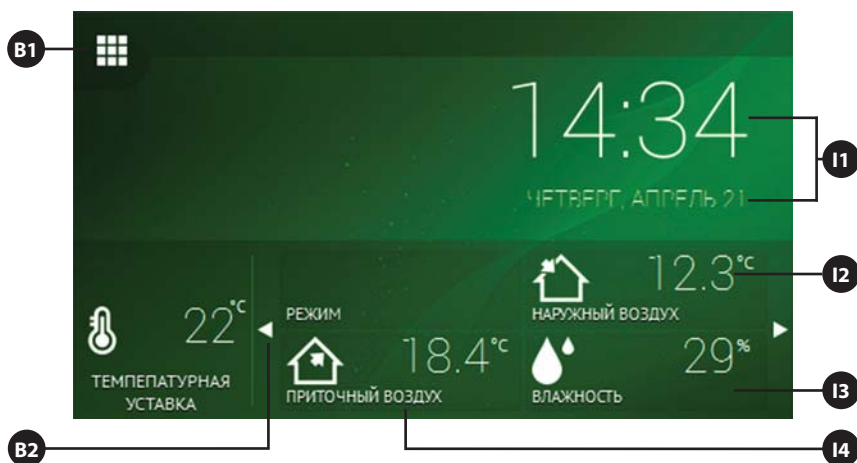 B1
14:34
I1
ЧЕТВЕРГ, АПРЕЛЬ 21
12.3°C
I2
22°C
РЕЖИМ
НАРУЖНЫЙ ВОЗДУХ
18.4°C
29%
ТЕМПЕПАТУРНАЯ
УСТАВКА
ПРИТОЧНЫЙ ВОЗДУХ
ВЛАЖНОСТЬ
I3
B2
I4